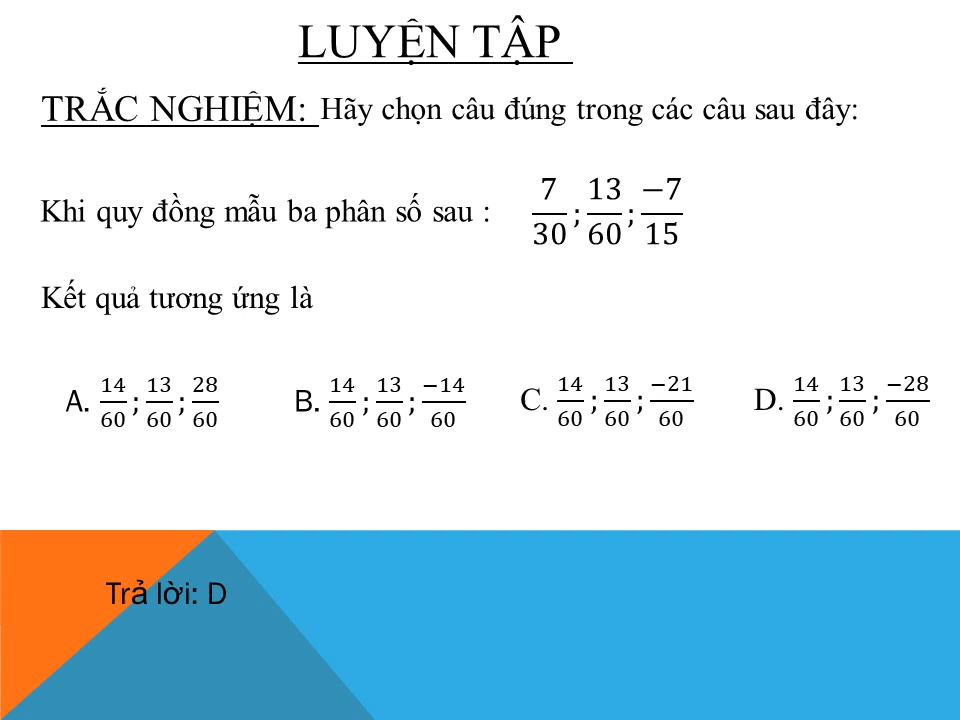 LUYỆN TẬP
TRẮC NGHIỆM: Hãy chọn câu đúng trong các câu sau đây:
Khi quy đồng mẫu ba phân số sau : 7/30 ; 13/60 ; −7/15
Kết quả tương ứng là
A. 14/60 ; 13/60 ; 28/60 B. 14/60 ; 13/60 ; −14/60 C. 14/60 ; 13/60 ; −21/60 D. 14/60 ; 13/60 ; −28/60
Trả lời: D